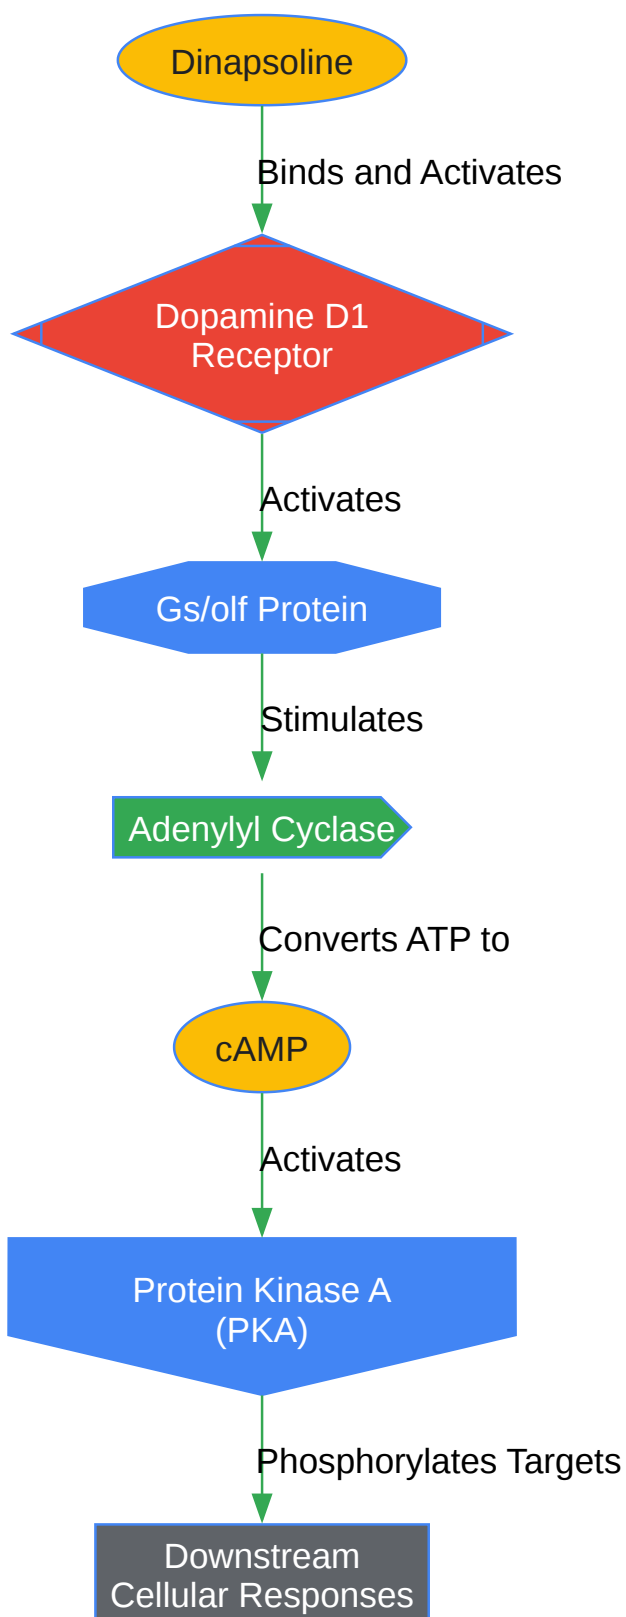 Dinapsoline
Binds and Activates
Dopamine D1
Receptor
Activates
Gs/olf Protein
Stimulates
Adenylyl Cyclase
Converts ATP to
cAMP
Activates
Protein Kinase A
(PKA)
Phosphorylates Targets
Downstream
Cellular Responses